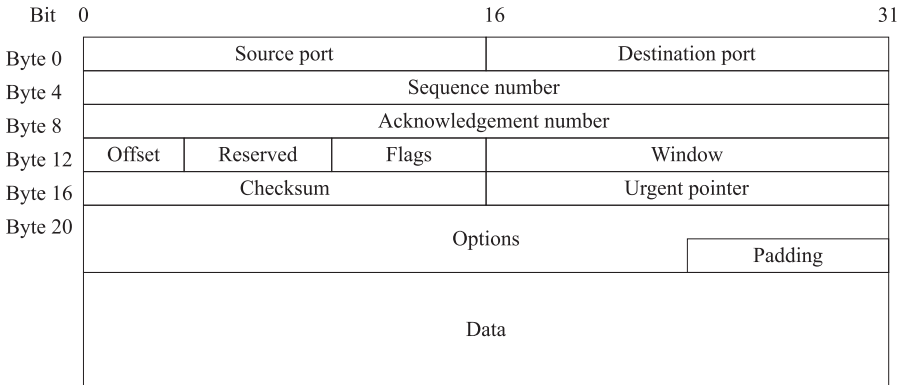 Bit 0 16 31
Byte 0 Source port Destination port
Byte 4 Sequence number
Byte 8 Acknowledgement number
Byte 12 Offset Reserved Flags Window
Byte 16 Checksum Urgent pointer
Byte 20
Options
Padding
Data